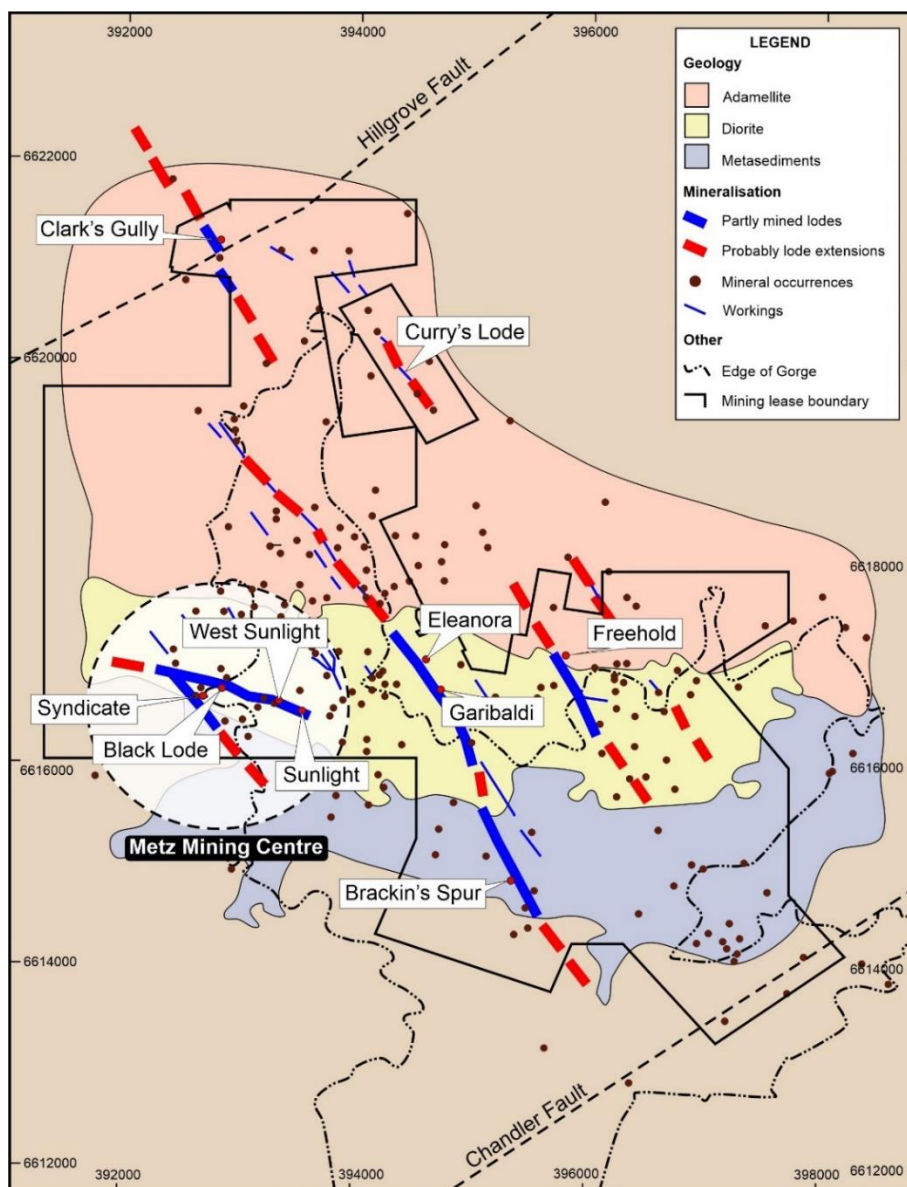 392000
394000
396000
LEGEND
Geology
Adamellite
Diorite
Metasediments
Mineralisation
Partly mined lodes
Probably lode extensions
Mineral occurrences
Workings
Other
Edge of Gorge
Mining lease boundary
Hillgrove Fault
6622000
Clark's Gully
Curry's Lode
6620000
6618000
Eleanora
West Sunlight
Freehold
Syndicate
Garibaldi
Black Lode
Sunlight
6616000
6616000
Metz Mining Centre
Brackin's Spur
6614000
6614000
Chandler Fault
6612000
6612000
392000
394000
396000
398000